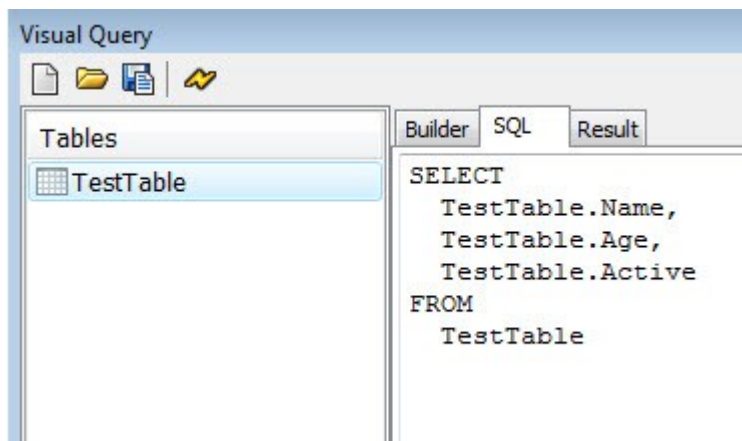 Visual Query
Tables
TestTable
Builder SQL Result
SELECT
TestTable.Name,
TestTable.Age,
TestTable.Active
FROM
TestTable